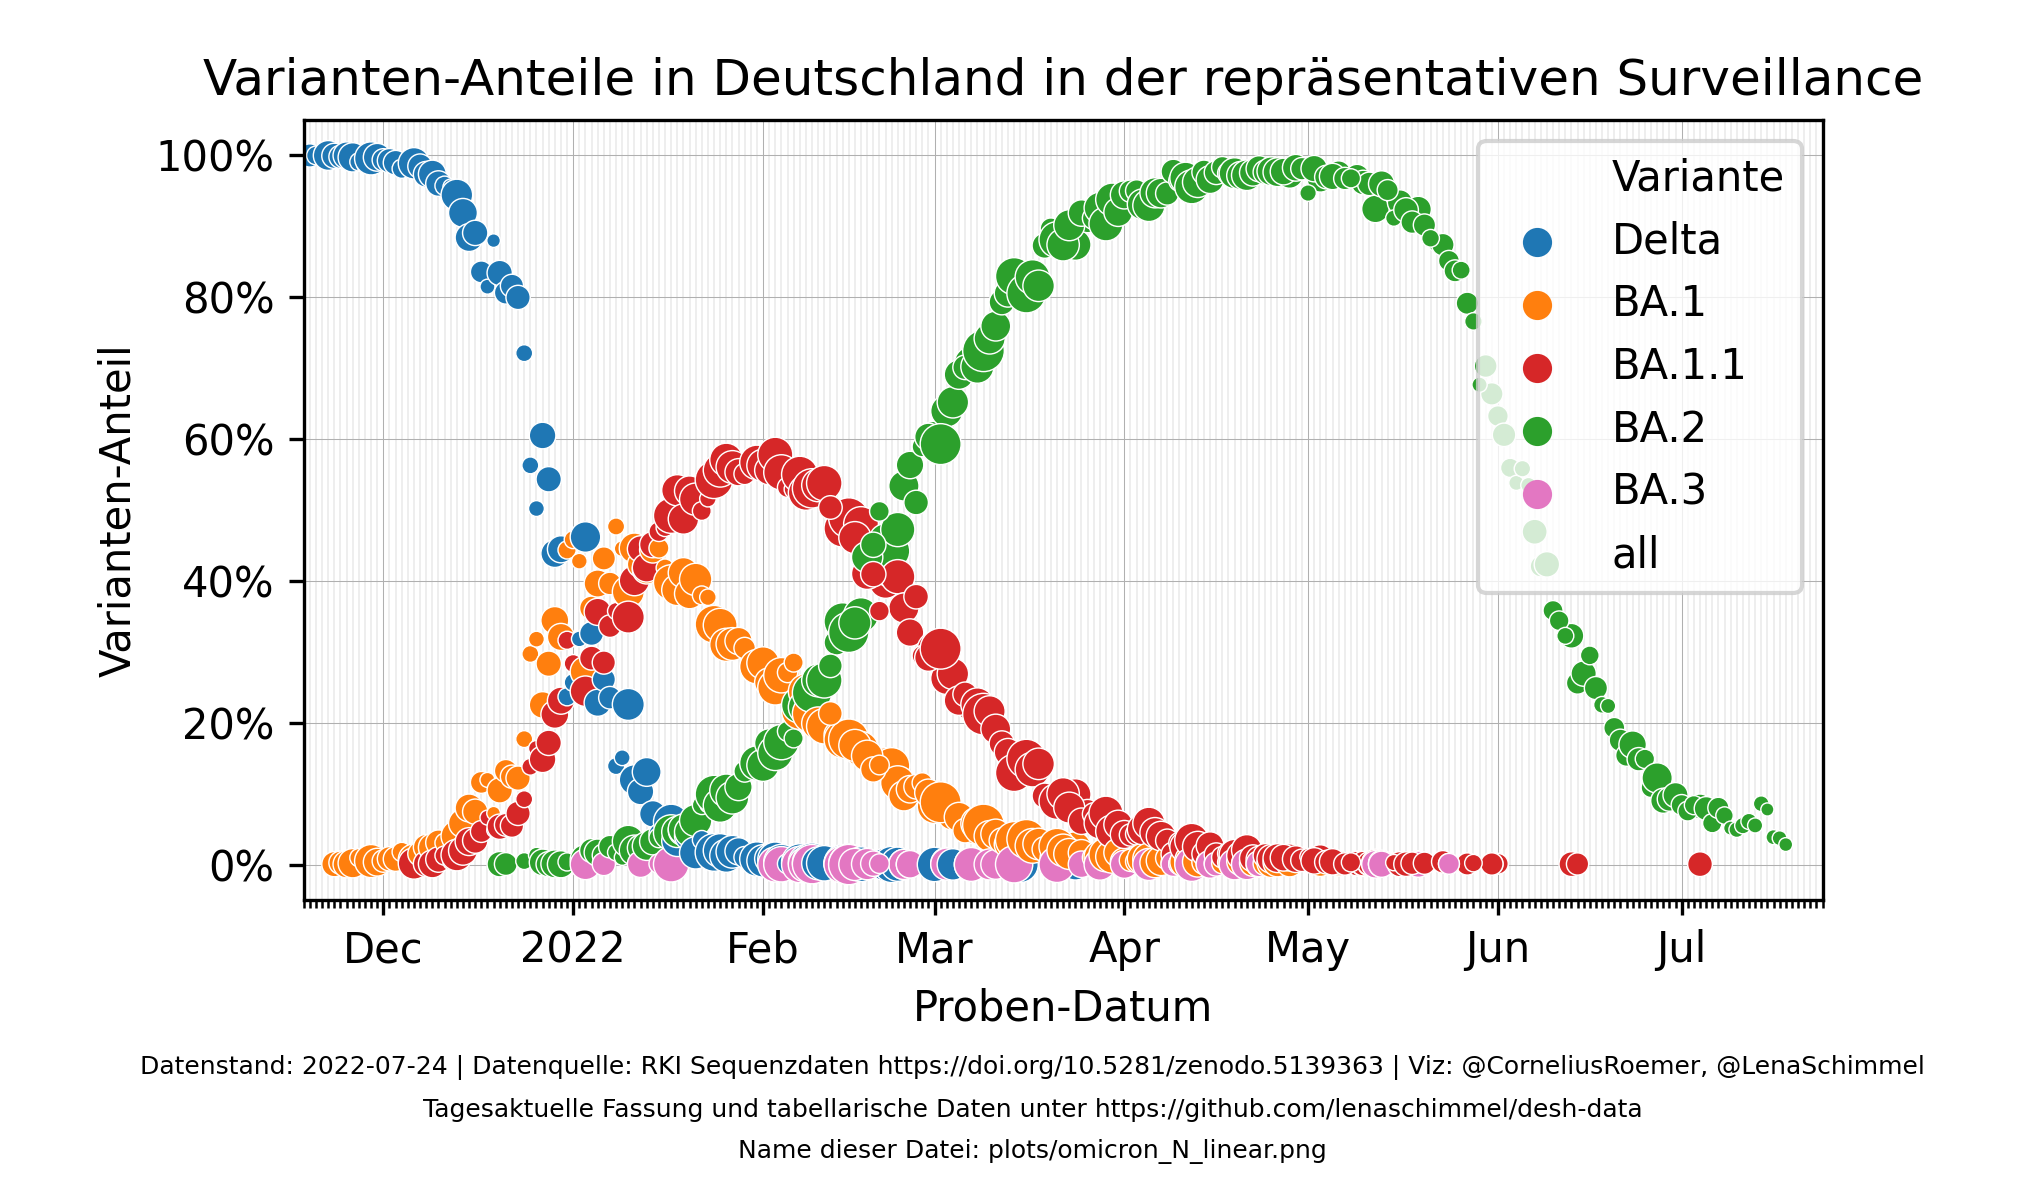 Varianten-Anteile in Deutschland in der repräsentativen Surveillance
100%
80%
60%
40%
20%
0%
Varianten-Anteil
Variante
Delta
BA.1
BA.1.1
BA.2
BA.3
all
Dec
2022
Feb
Mar
Apr
May
Jun
Jul
Proben-Datum
Datenstand: 2022-07-24 | Datenquelle: RKI Sequenzdaten https://doi.org/10.5281/zenodo.5139363 | Viz: @CorneliusRoemer, @LenaSchimmel
Tagesaktuelle Fassung und tabellarische Daten unter https://github.com/lenaschimmel/desh-data
Name dieser Datei: plots/omicron_N_linear.png